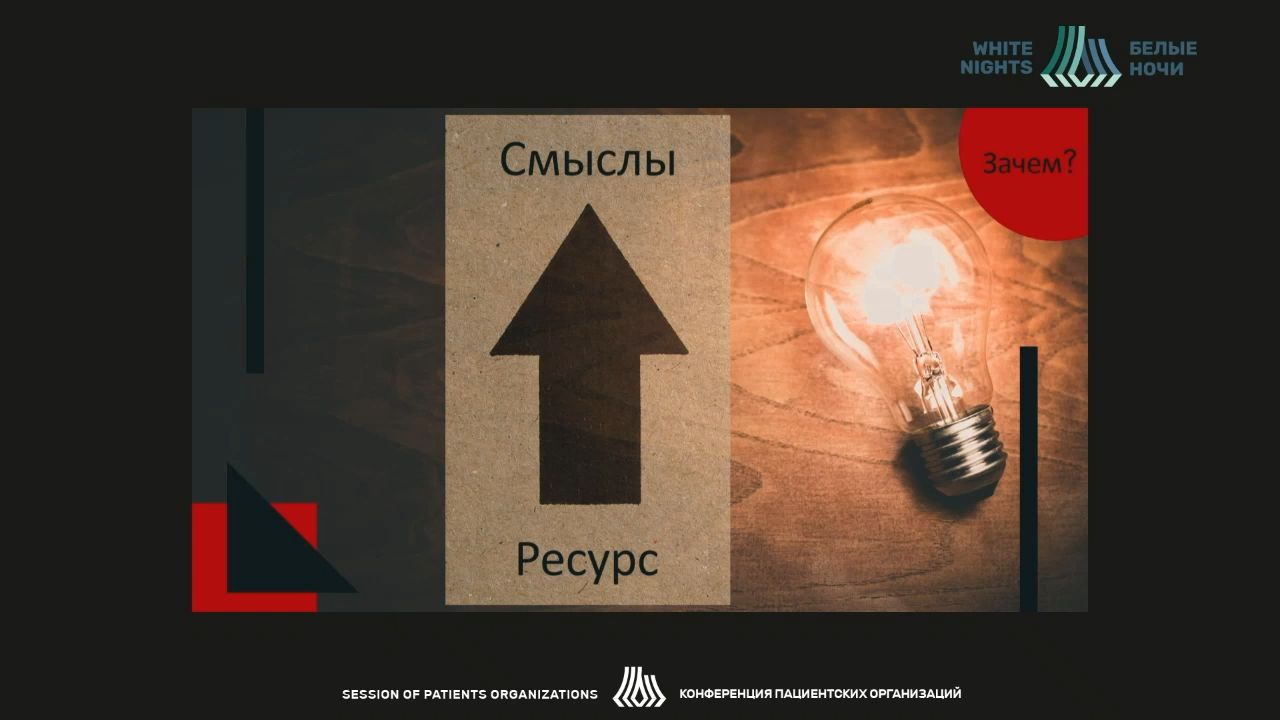 WHITE
NIGHTS
БЕЛЫЕ
НОЧИ
Смыслы
Зачем?
Ресурс
SESSION OF PATIENTS ORGANIZATIONS
КОНФЕРЕНЦИЯ ПАЦИЕНТСКИХ ОРГАНИЗАЦИЙ